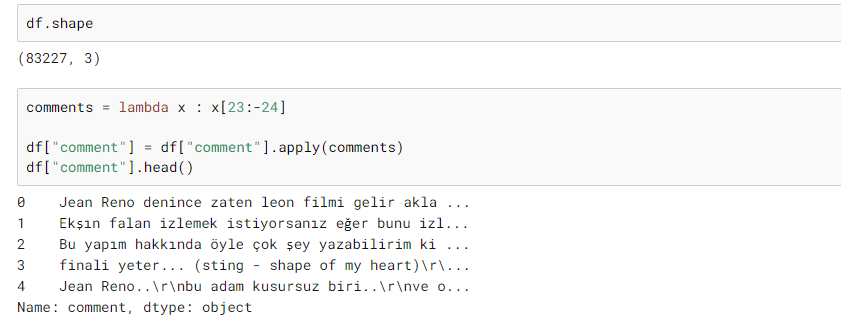 df.shape
(83227, 3)
comments = lambda x : x[23:-24]
df["comment"] = df["comment"].apply(comments)
df["comment"].head()
0    Jean Reno denince zaten leon filmi gelir akla ...
1    Ekşın falan izlemek istiyorsanız eğer bunu izl...
2    Bu yapım hakkında öyle çok şey yazabilirim ki ...
3    finali yeter... (sting - shape of my heart)\r\...
4    Jean Reno..\r\nbu adam kusursuz biri..\r\nve o...
Name: comment, dtype: object